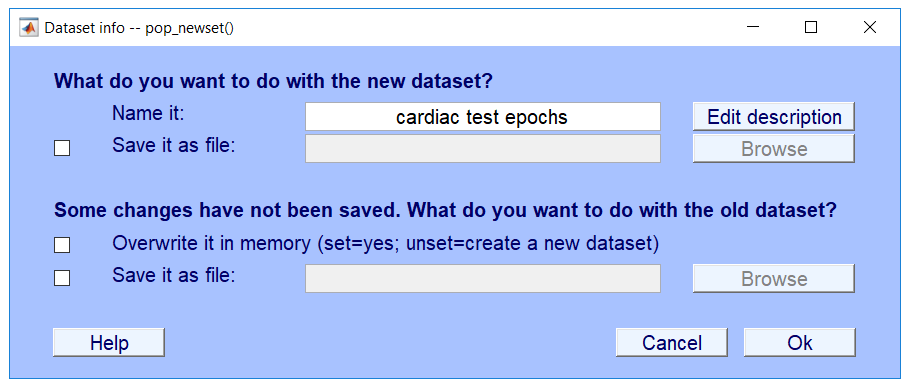 Dataset info -- pop_newset()
What do you want to do with the new dataset?
Name it: cardiac test epochs Edit description
Save it as file: Browse
Some changes have not been saved. What do you want to do with the old dataset?
Overwrite it in memory (set=yes; unset=create a new dataset)
Save it as file: Browse
Help Cancel Ok